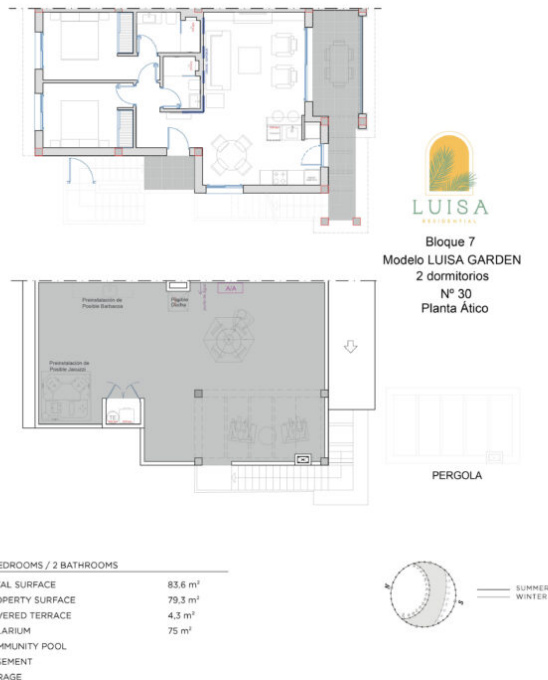 LUISA
RESIDENTIAL
Bloque 7
Modelo LUISA GARDEN
2 dormitorios
Nº 30
Planta Ático
Preinstalación de
Posible Barbacoa
Posible
Ducha
A/A
Preinstalación de
Posible Jacuzzi
PERGOLA
EDROOMS / 2 BATHROOMS
AL SURFACE 83,6 m²
OPERTY SURFACE 79,3 m²
VERED TERRACE 4,3 m²
LARIUM 75 m²
MMUNITY POOL
SEMENT
RAGE
N
S
SUMMER
WINTER